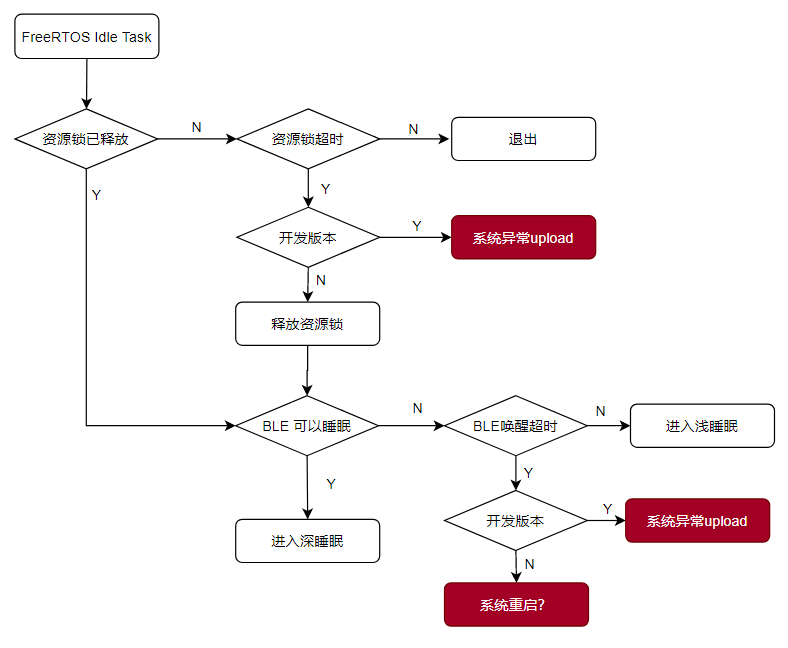 FreeRTOS Idle Task
资源锁已释放
N
资源锁超时
N
退出
Y
Y
开发版本
Y
系统异常upload
N
释放资源锁
BLE 可以睡眠
N
BLE唤醒超时
N
进入浅睡眠
Y
Y
进入深睡眠
开发版本
Y
系统异常upload
N
系统重启?